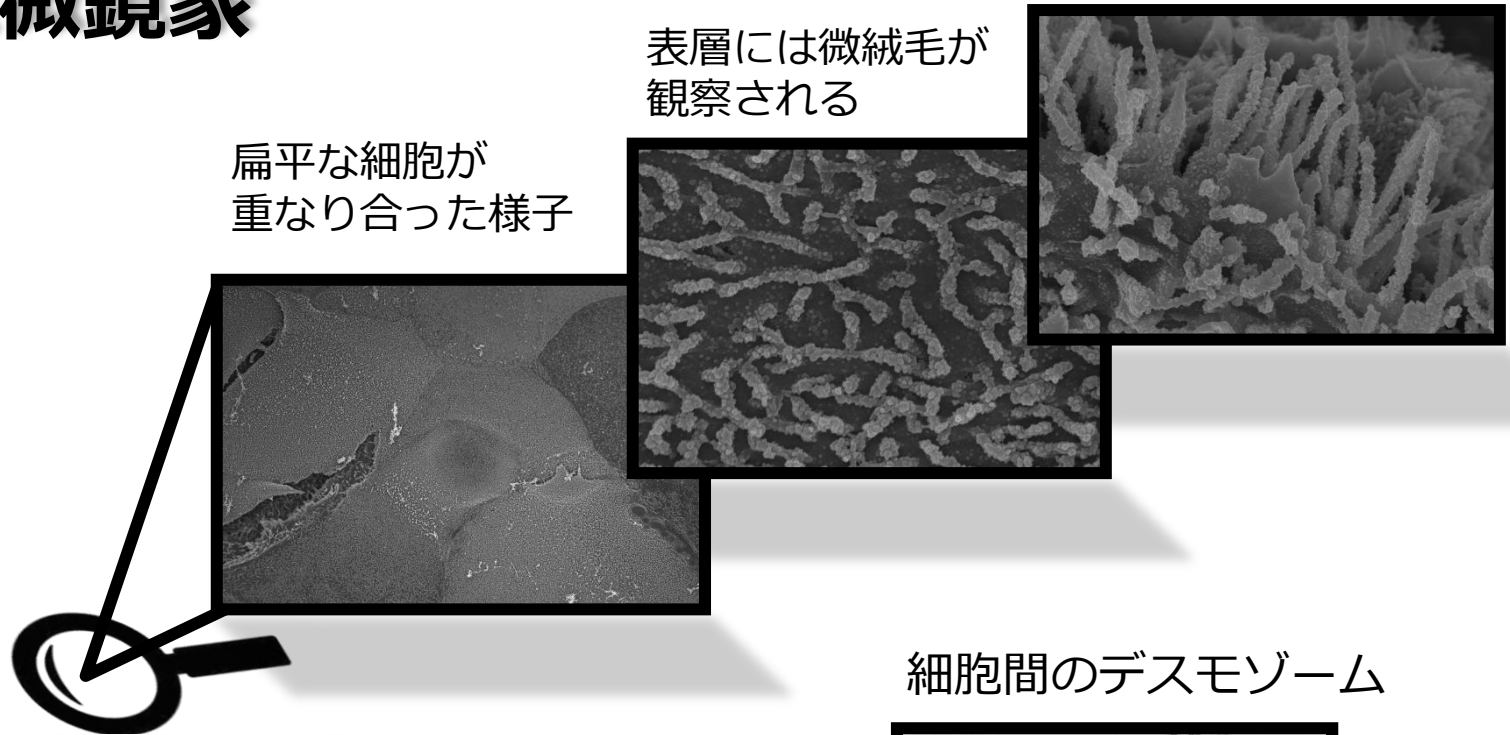 微鏡象
表層には微絨毛が
観察される
扁平な細胞が
重なり合った様子
細胞間のデスモゾーム